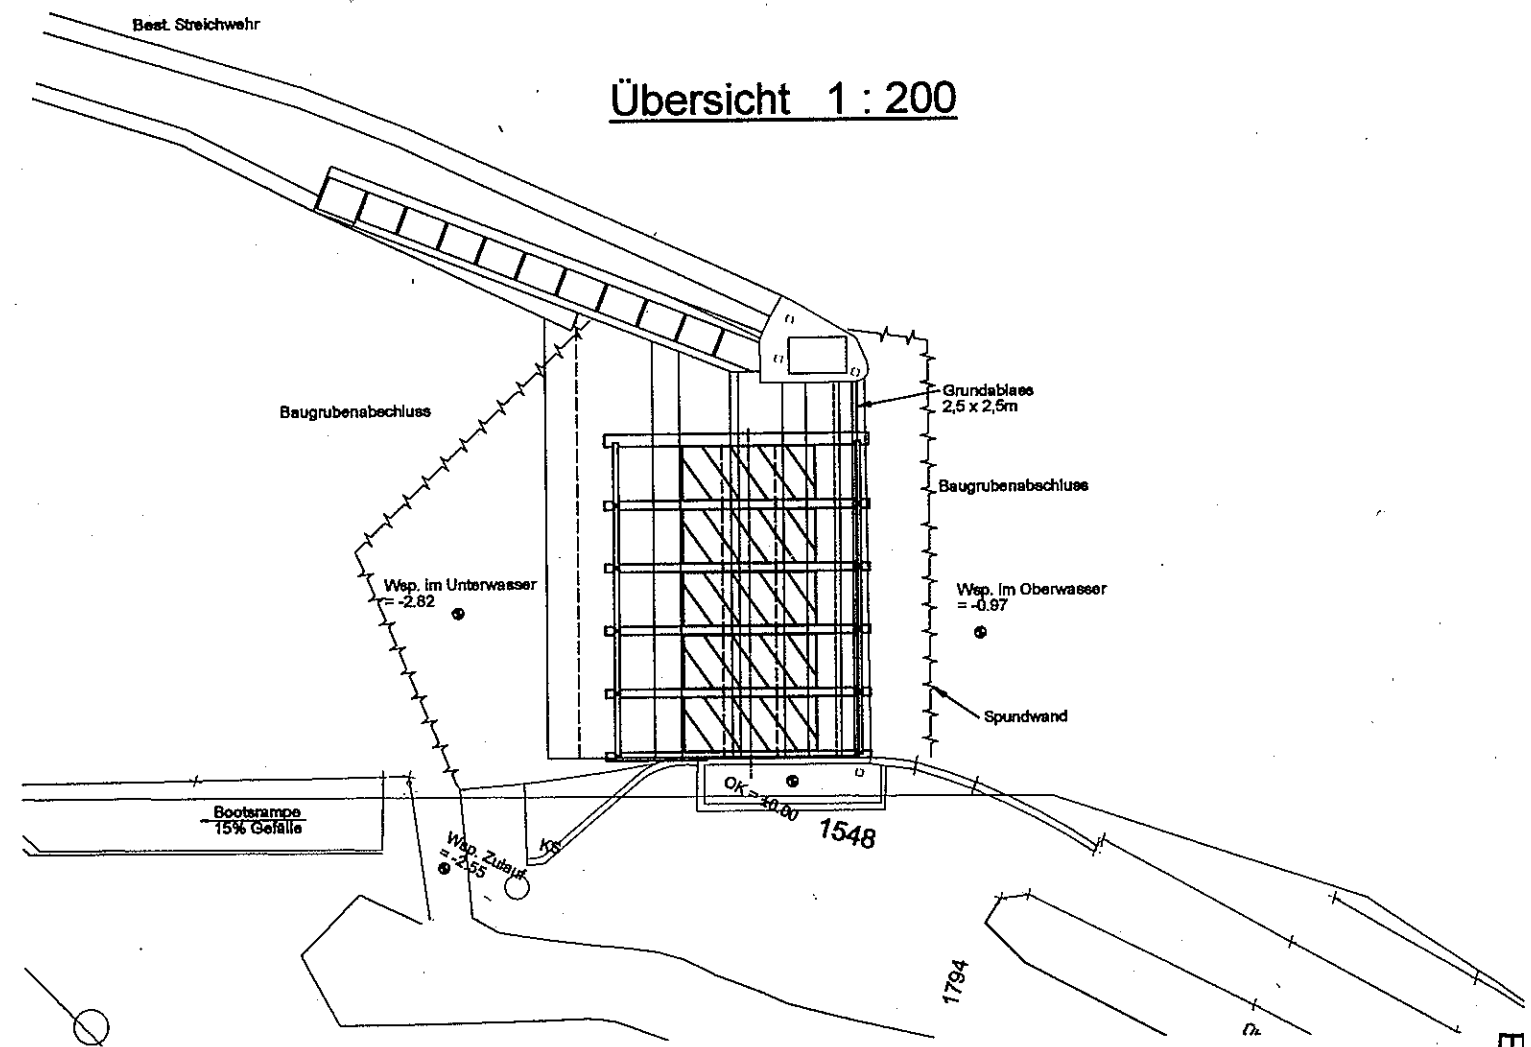 Best. Streichwehr
Übersicht 1 : 200
Grundablass
2,5 x 2,5m
Baugrubenabschluss
Baugrubenabschluss
Wsp. im Unterwasser
= -2.82
Wsp. im Oberwasser
= -0.97
Spundwand
OK = ±0.00
Bootsrampe
15% Gefälle
1548
KS
Wsp. Zulauf
= -2.55
1794
E